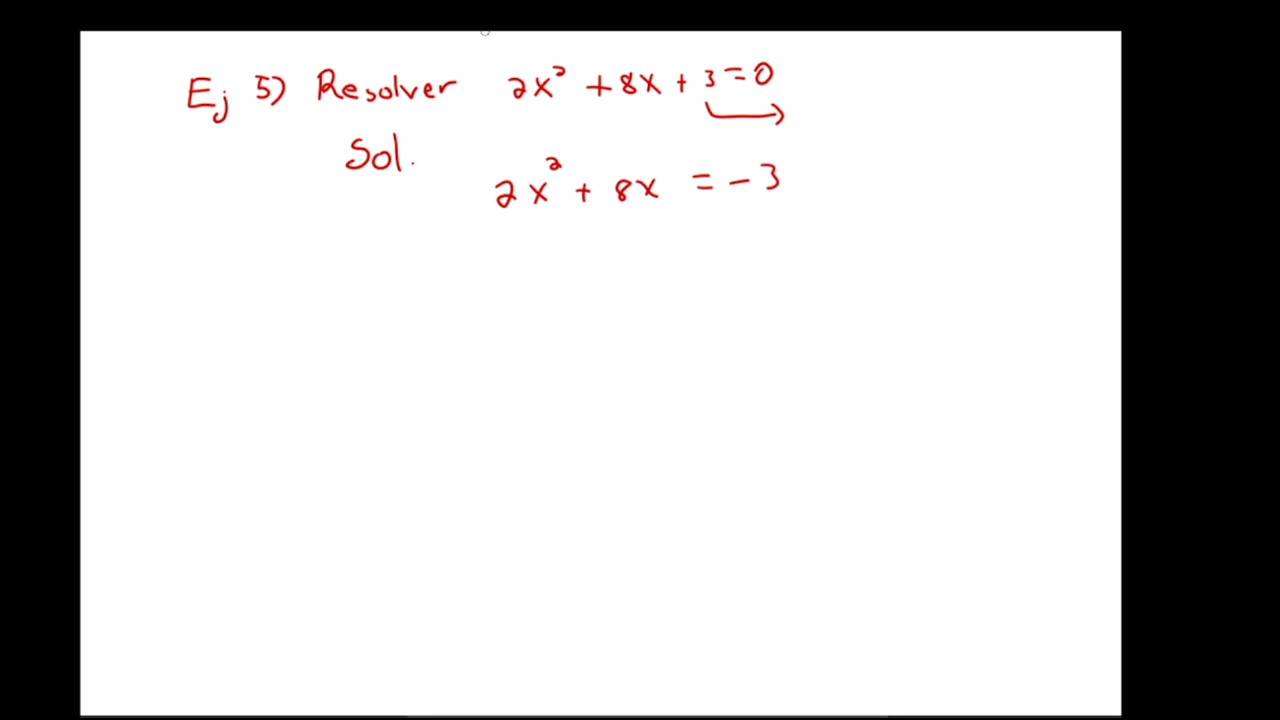 Ej 5) Resolver 2x² + 8x + 3 = 0
Sol.
2x² + 8x = -3